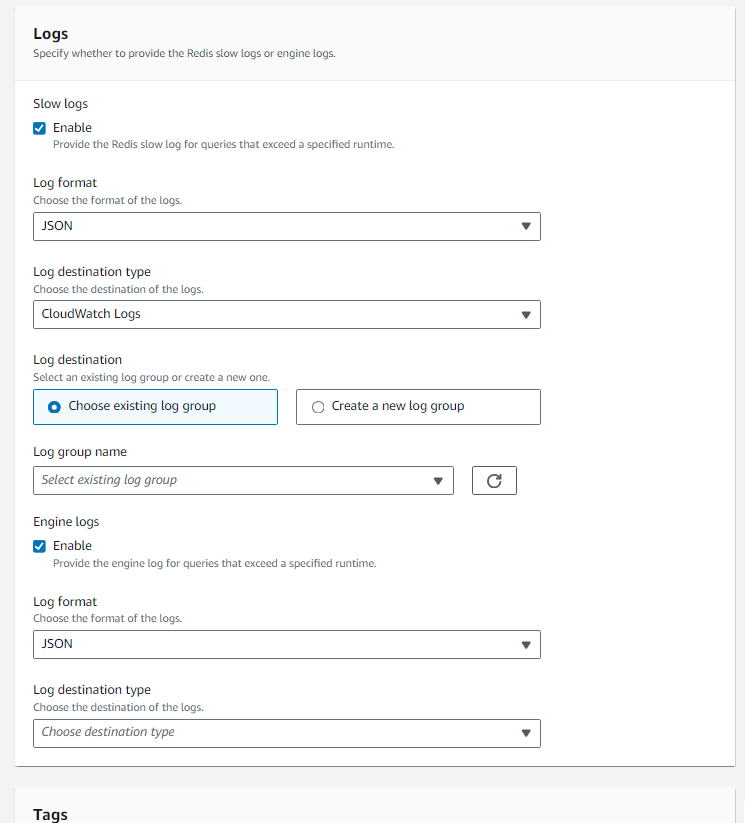 Logs
Specify whether to provide the Redis slow logs or engine logs.
Slow logs
Enable
Provide the Redis slow log for queries that exceed a specified runtime.
Log format
Choose the format of the logs.
JSON
Log destination type
Choose the destination of the logs.
CloudWatch Logs
Log destination
Select an existing log group or create a new one.
Choose existing log group
Create a new log group
Log group name
Select existing log group
Engine logs
Enable
Provide the engine log for queries that exceed a specified runtime.
Log format
Choose the format of the logs.
JSON
Log destination type
Choose the destination of the logs.
Choose destination type
Tags